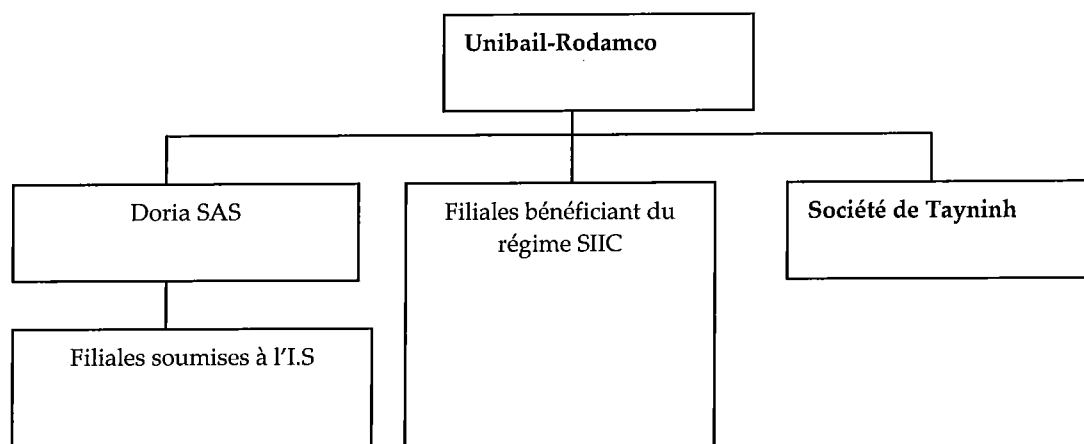 Unibail-Rodamco
Doria SAS
Filiales bénéficiant du
régime SIIC
Société de Tayninh
Filiales soumises à l'I.S